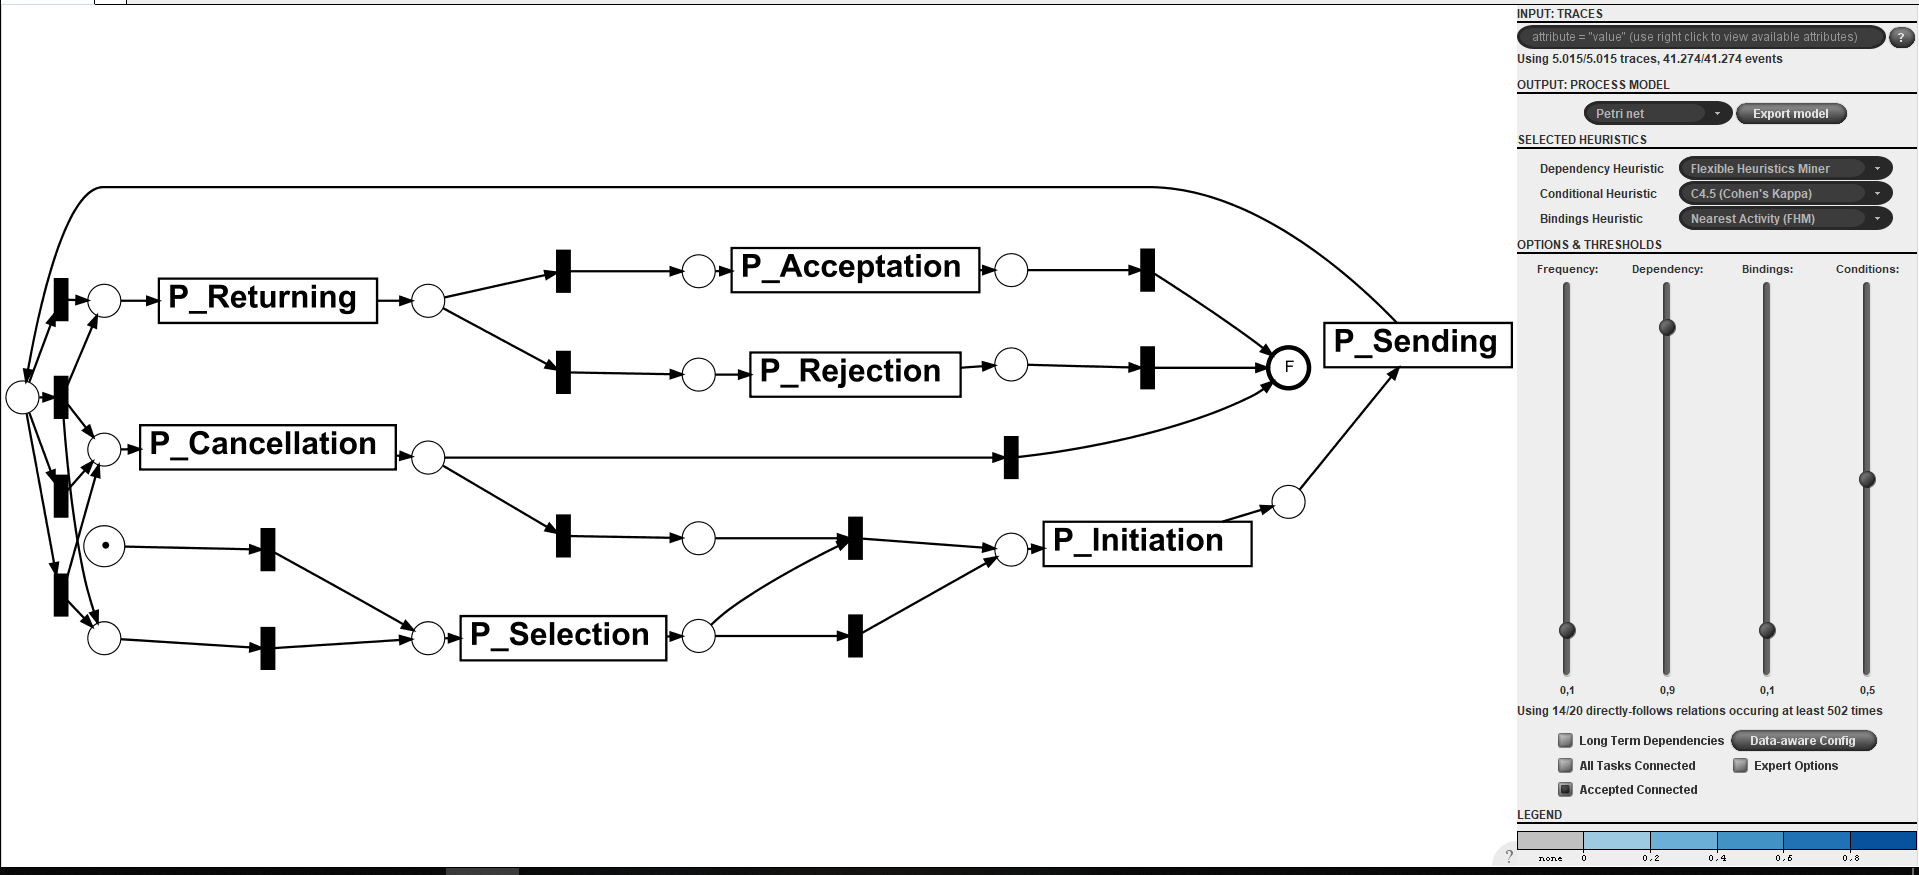 P_Returning
P_Acceptation
P_Rejection
F
P_Sending
P_Cancellation
P_Initiation
P_Selection
INPUT: TRACES
attribute = "value" (use right click to view available attributes)
?
Using 5.015/5.015 traces, 41.274/41.274 events
OUTPUT: PROCESS MODEL
Petri net
Export model
SELECTED HEURISTICS
Dependency Heuristic
Flexible Heuristics Miner
Conditional Heuristic
C4.5 (Cohen's Kappa)
Bindings Heuristic
Nearest Activity (FHM)
OPTIONS & THRESHOLDS
Frequency: Dependency: Bindings: Conditions:
0,1 0,9 0,1 0,5
Using 14/20 directly-follows relations occuring at least 502 times
Long Term Dependencies
Data-aware Config
All Tasks Connected
Expert Options
Accepted Connected
LEGEND
none 0 0,2 0,4 0,6 0,8
?